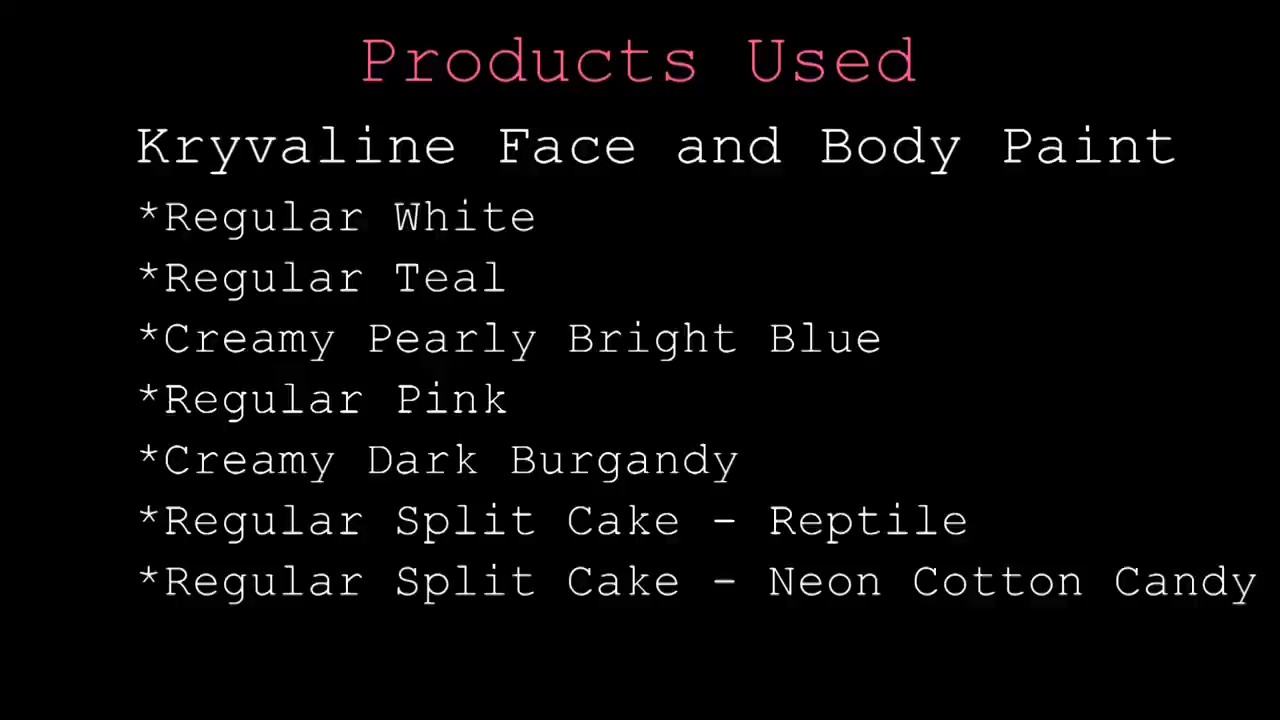 Products Used
Kryvaline Face and Body Paint
*Regular White
*Regular Teal
*Creamy Pearly Bright Blue
*Regular Pink
*Creamy Dark Burgandy
*Regular Split Cake - Reptile
*Regular Split Cake - Neon Cotton Candy